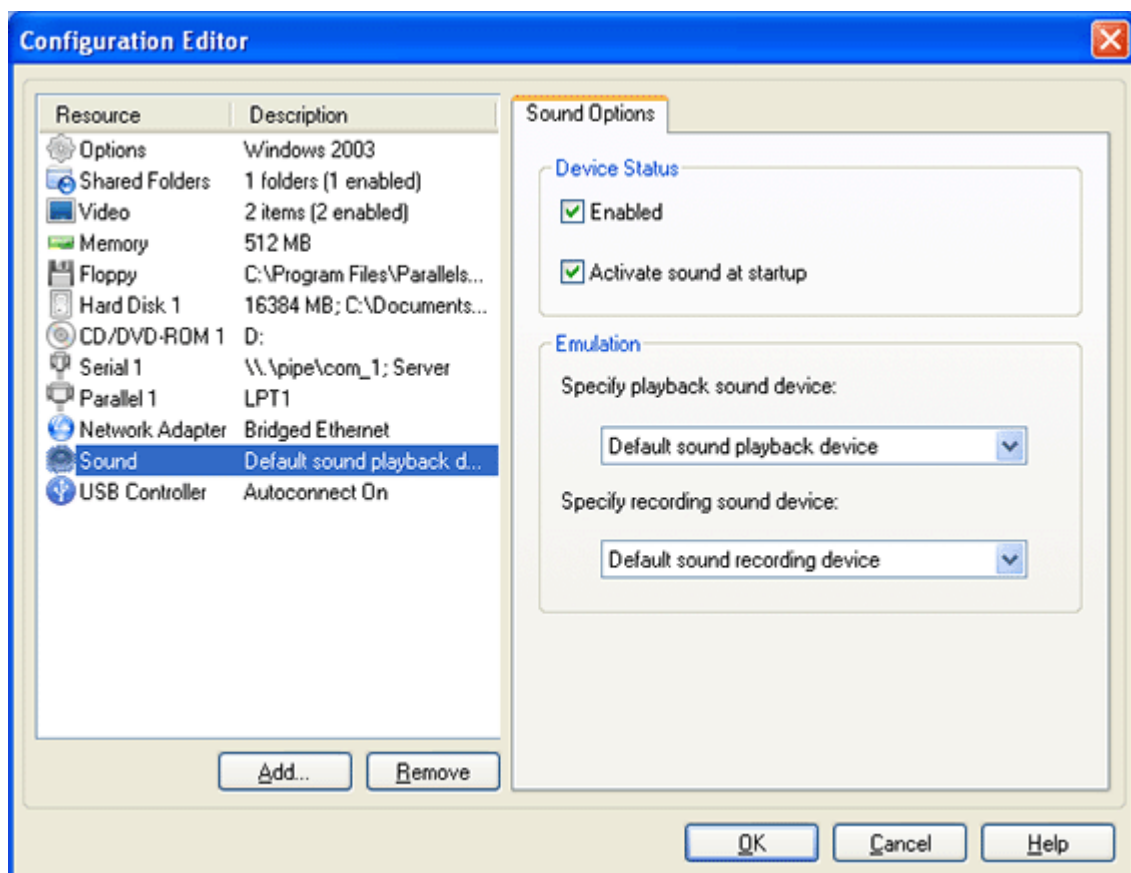 Configuration Editor
Resource Description
Options Windows 2003
Shared Folders 1 folders (1 enabled)
Video 2 items (2 enabled)
Memory 512 MB
Floppy C:\Program Files\Parallels...
Hard Disk 1 16384 MB; C:\Documents...
CD/DVD-ROM 1 D:
Serial 1 \\.\pipe\com_1; Server
Parallel 1 LPT1
Network Adapter Bridged Ethernet
Sound Default sound playback d...
USB Controller Autoconnect On
Add... Remove
Sound Options
Device Status
Enabled
Activate sound at startup
Emulation
Specify playback sound device:
Default sound playback device
Specify recording sound device:
Default sound recording device
OK Cancel Help